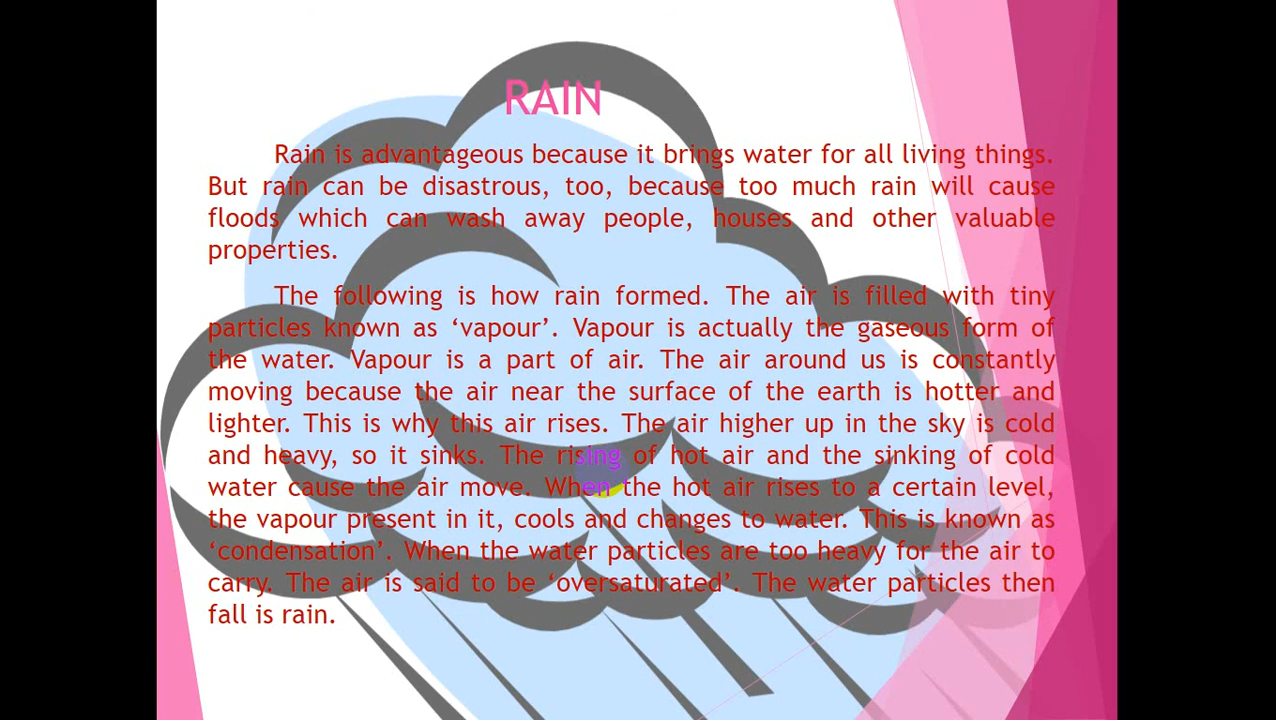 RAIN
Rain is advantageous because it brings water for all living things.
But rain can be disastrous, too, because too much rain will cause
floods which can wash away people, houses and other valuable
properties.
The following is how rain formed. The air is filled with tiny
particles known as ‘vapour’. Vapour is actually the gaseous form of
the water. Vapour is a part of air. The air around us is constantly
moving because the air near the surface of the earth is hotter and
lighter. This is why this air rises. The air higher up in the sky is cold
and heavy, so it sinks. The rising of hot air and the sinking of cold
water cause the air move. When the hot air rises to a certain level,
the vapour present in it, cools and changes to water. This is known as
‘condensation’. When the water particles are too heavy for the air to
carry. The air is said to be ‘oversaturated’. The water particles then
fall is rain.